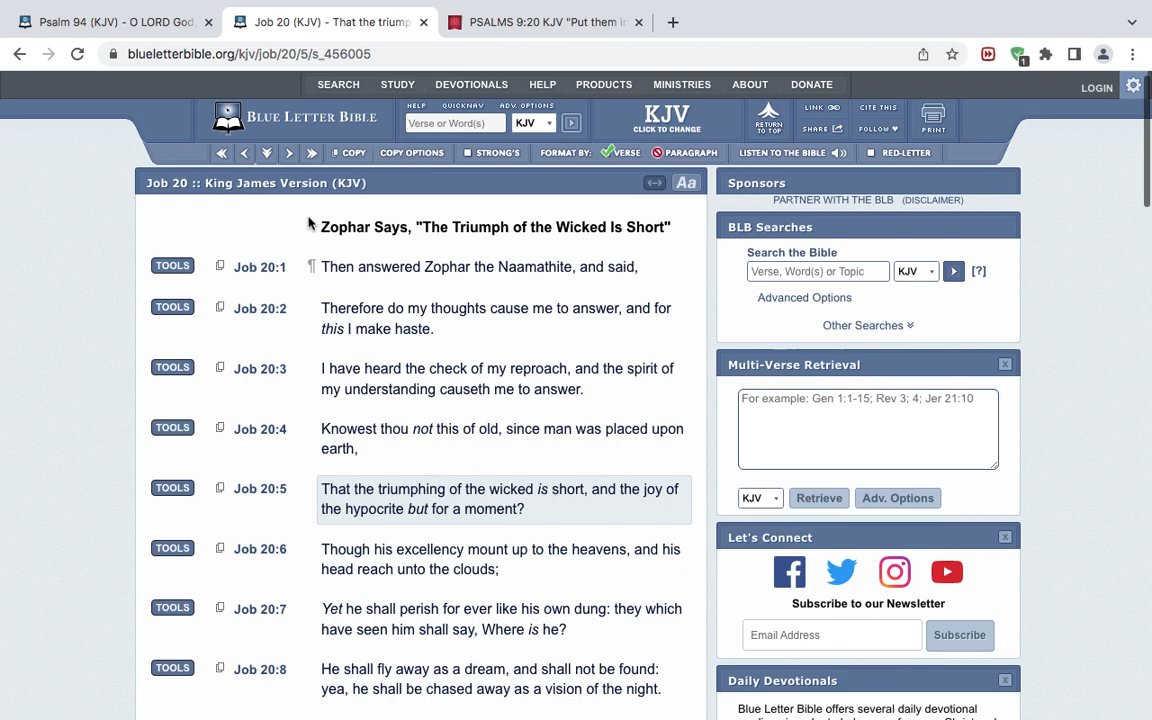 Psalm 94 (KJV) - O LORD God,
Job 20 (KJV) - That the triump
PSALMS 9:20 KJV "Put them in
blueletterbible.org/kjv/job/20/5/s_456005
1
SEARCH STUDY DEVOTIONALS HELP PRODUCTS MINISTRIES ABOUT DONATE
LOGIN
BLUE LETTER BIBLE
HELP QUICKNAV ADV. OPTIONS
Verse or Word(s) KJV
KJV
CLICK TO CHANGE
RETURN
TO TOP
LINK
CITE THIS
SHARE
FOLLOW
PRINT
COPY COPY OPTIONS STRONG'S FORMAT BY: VERSE PARAGRAPH LISTEN TO THE BIBLE RED-LETTER
Job 20 :: King James Version (KJV)
Aa
Zophar Says, "The Triumph of the Wicked Is Short"
TOOLS Job 20:1 ¶ Then answered Zophar the Naamathite, and said,
TOOLS Job 20:2 Therefore do my thoughts cause me to answer, and for
this I make haste.
TOOLS Job 20:3 I have heard the check of my reproach, and the spirit of
my understanding causeth me to answer.
TOOLS Job 20:4 Knowest thou not this of old, since man was placed upon
earth,
TOOLS Job 20:5 That the triumphing of the wicked is short, and the joy of
the hypocrite but for a moment?
TOOLS Job 20:6 Though his excellency mount up to the heavens, and his
head reach unto the clouds;
TOOLS Job 20:7 Yet he shall perish for ever like his own dung: they which
have seen him shall say, Where is he?
TOOLS Job 20:8 He shall fly away as a dream, and shall not be found:
yea, he shall be chased away as a vision of the night.
Sponsors
PARTNER WITH THE BLB (DISCLAIMER)
BLB Searches
Search the Bible
Verse, Word(s) or Topic KJV [?]
Advanced Options
Other Searches
Multi-Verse Retrieval
For example: Gen 1:1-15; Rev 3; 4; Jer 21:10
KJV Retrieve Adv. Options
Let's Connect
Subscribe to our Newsletter
Email Address Subscribe
Daily Devotionals
Blue Letter Bible offers several daily devotional